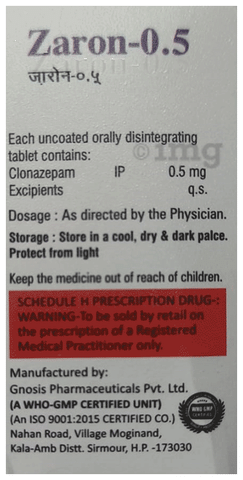 Zaron-0.5
ज़ारोन-०.५
Each uncoated orally disintegrating
tablet contains:
Clonazepam IP 0.5 mg
Excipients q.s.
Dosage : As directed by the Physician.
Storage : Store in a cool, dry & dark palce.
Protect from light
Keep the medicine out of reach of children.
SCHEDULE H PRESCRIPTION DRUG-:
WARNING-To be sold by retail on
the prescription of a Registered
Medical Practitioner only.
Manufactured by:
Gnosis Pharmaceuticals Pvt. Ltd.
(A WHO-GMP CERTIFIED UNIT)
(An ISO 9001:2015 CERTIFIED CO.)
Nahan Road, Village Moginand,
Kala-Amb Distt. Sirmour, H.P. -173030
WHO GMP
CERTIFIED